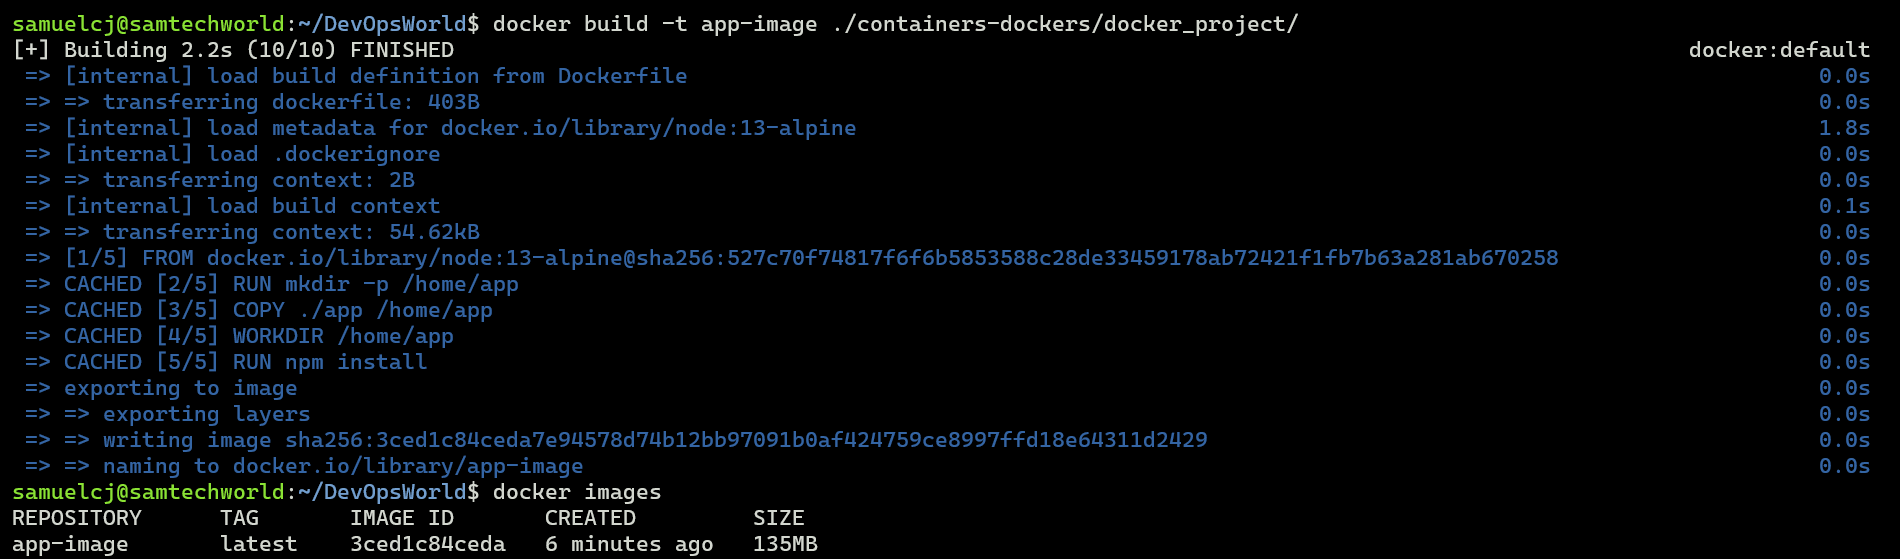 samuelcj@samtechworld:~/DevOpsWorld$ docker build -t app-image ./containers-dockers/docker_project/
[+] Building 2.2s (10/10) FINISHED docker:default
=> [internal] load build definition from Dockerfile 0.0s
=> => transferring dockerfile: 403B 0.0s
=> [internal] load metadata for docker.io/library/node:13-alpine 1.8s
=> [internal] load .dockerignore 0.0s
=> => transferring context: 2B 0.0s
=> [internal] load build context 0.1s
=> => transferring context: 54.62kB 0.0s
=> [1/5] FROM docker.io/library/node:13-alpine@sha256:527c70f74817f6f6b5853588c28de33459178ab72421f1fb7b63a281ab670258 0.0s
=> CACHED [2/5] RUN mkdir -p /home/app 0.0s
=> CACHED [3/5] COPY ./app /home/app 0.0s
=> CACHED [4/5] WORKDIR /home/app 0.0s
=> CACHED [5/5] RUN npm install 0.0s
=> exporting to image 0.0s
=> => exporting layers 0.0s
=> => writing image sha256:3ced1c84ceda7e94578d74b12bb97091b0af424759ce8997ffd18e64311d2429 0.0s
=> => naming to docker.io/library/app-image 0.0s
samuelcj@samtechworld:~/DevOpsWorld$ docker images
REPOSITORY TAG IMAGE ID CREATED SIZE
app-image latest 3ced1c84ceda 6 minutes ago 135MB